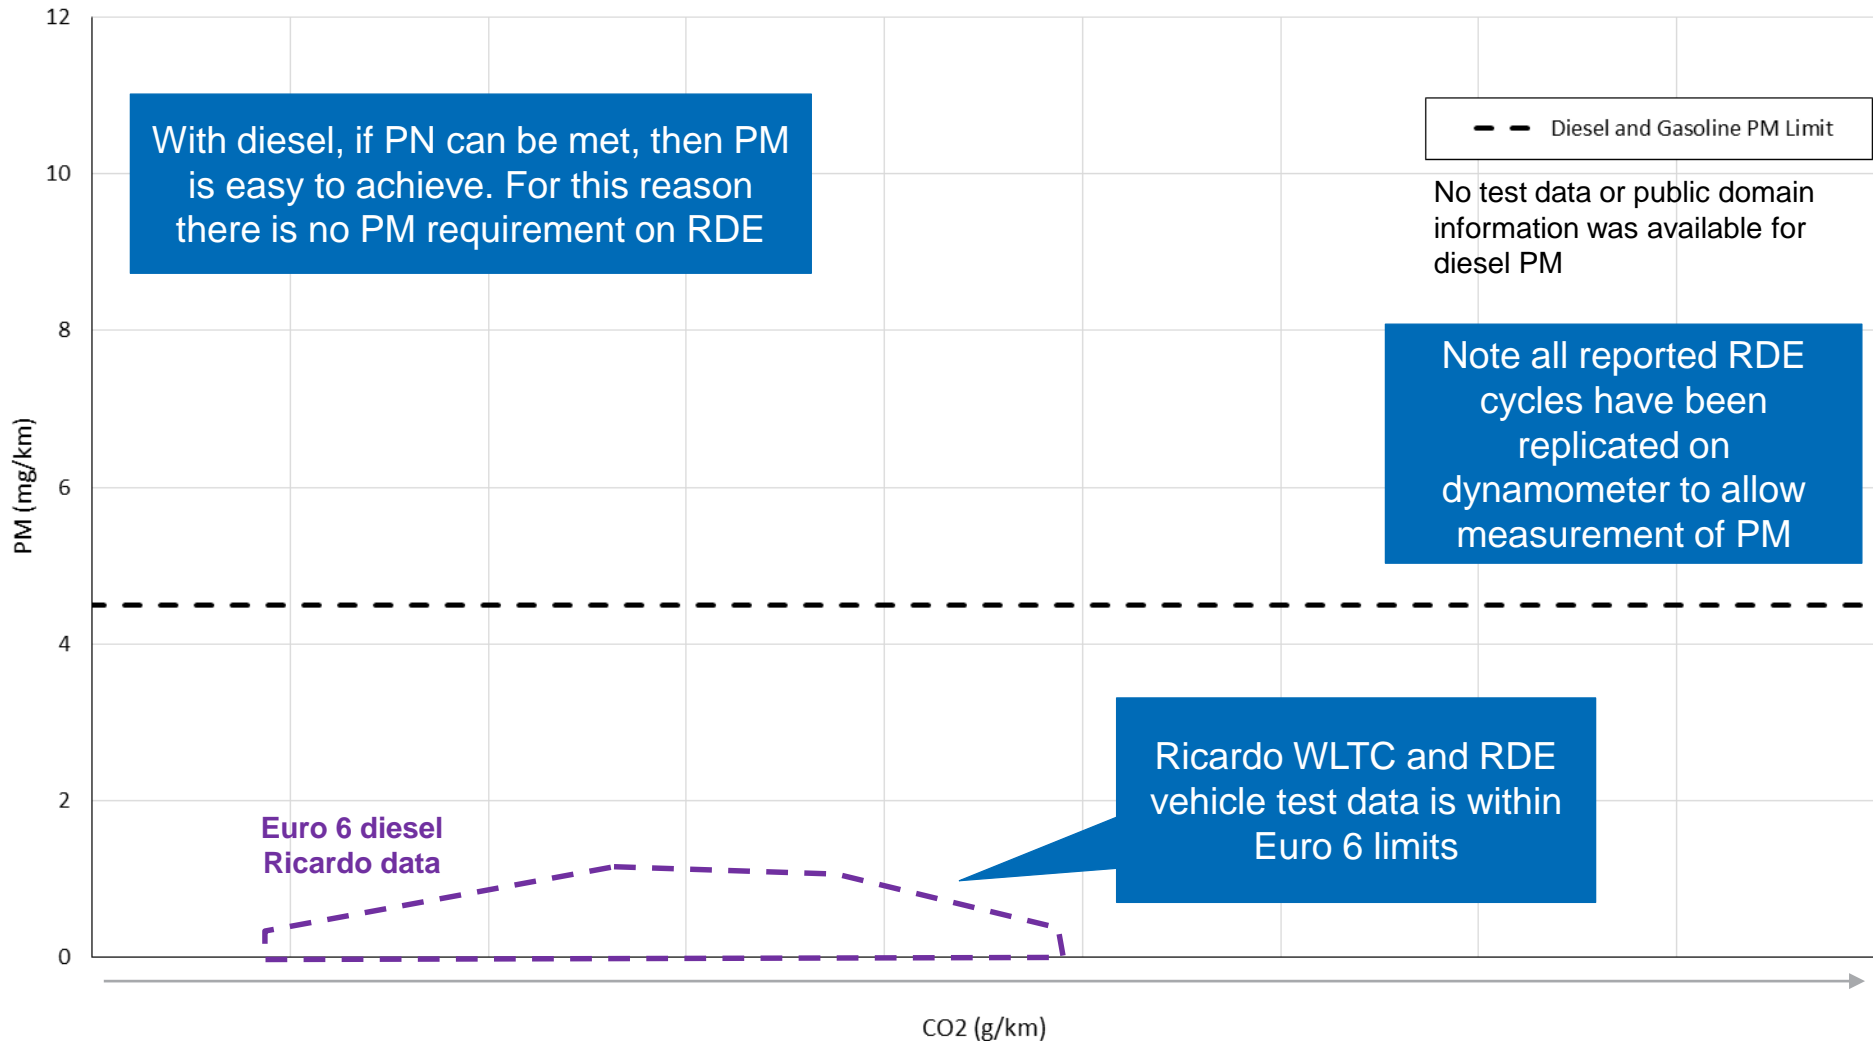 12
With diesel, if PN can be met, then PM
is easy to achieve. For this reason
there is no PM requirement on RDE
Diesel and Gasoline PM Limit
10
No test data or public domain
information was available for
diesel PM
8
Note all reported RDE
cycles have been
replicated on
dynamometer to allow
measurement of PM
PM (mg/km)
6
4
Ricardo WLTC and RDE
vehicle test data is within
Euro 6 limits
2
Euro 6 diesel
Ricardo data
0
CO2 (g/km)